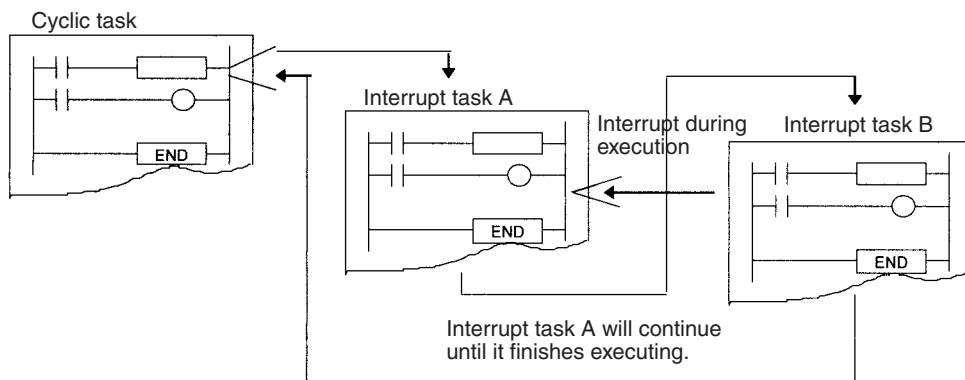 Cyclic task
END
Interrupt task A
END
Interrupt during
execution
Interrupt task B
END
Interrupt task A will continue
until it finishes executing.